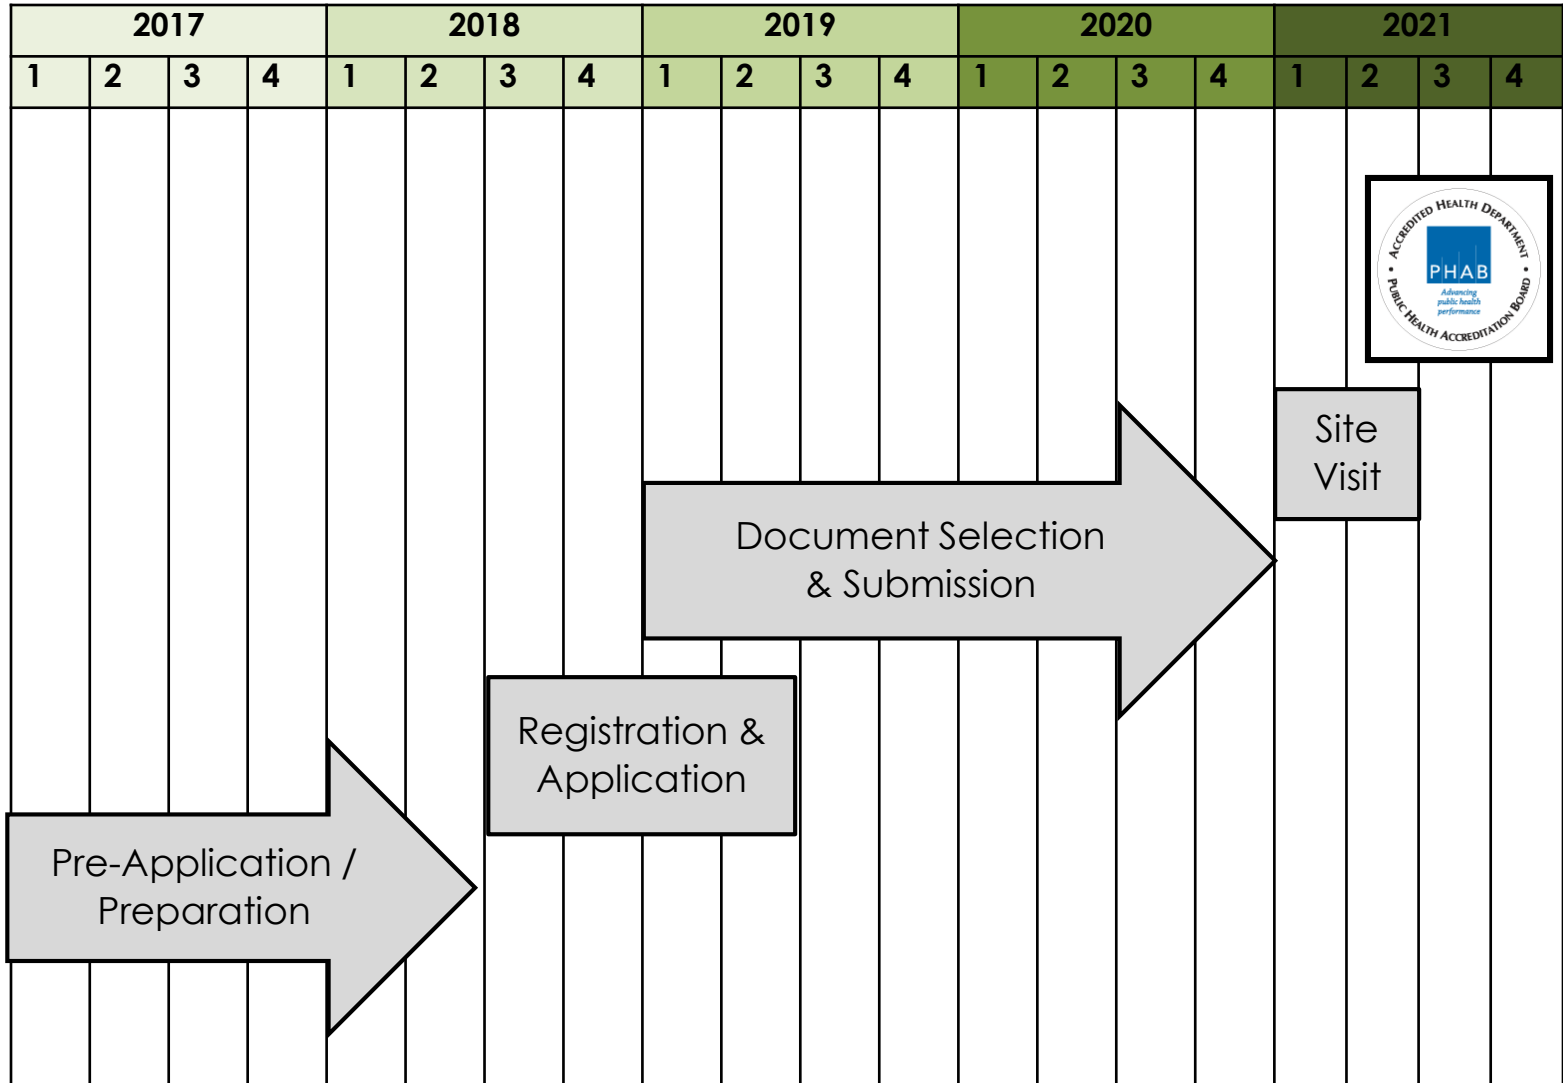 2017 2018 2019 2020 2021
1 2 3 4 1 2 3 4 1 2 3 4 1 2 3 4 1 2 3 4
• ACCREDITED HEALTH DEPARTMENT •
PUBLIC HEALTH ACCREDITATION BOARD
PHAB
Advancing
public health
performance
Site
Visit
Document Selection
& Submission
Registration &
Application
Pre-Application /
Preparation